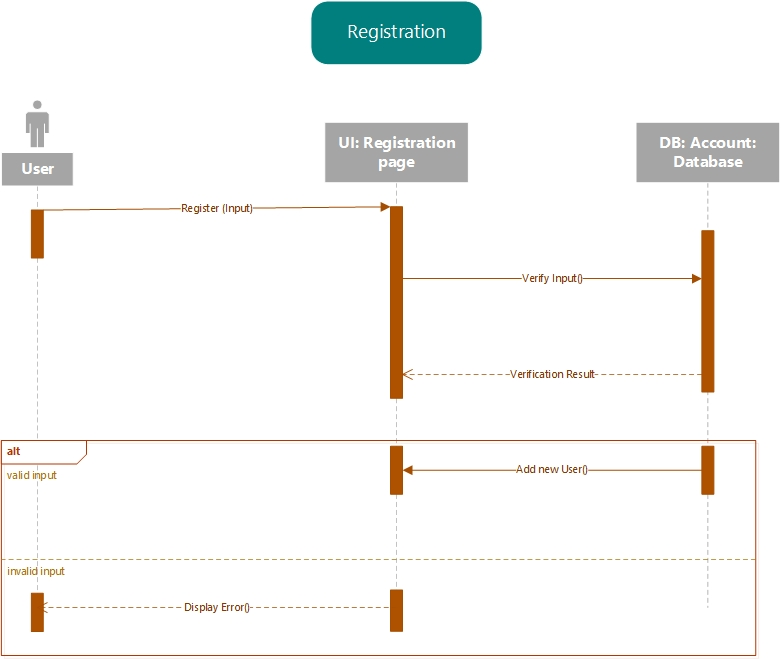 Registration
User
UI: Registration
page
DB: Account:
Database
Register (Input)
Verify Input()
Verification Result
alt
valid input
Add new User()
invalid input
Display Error()